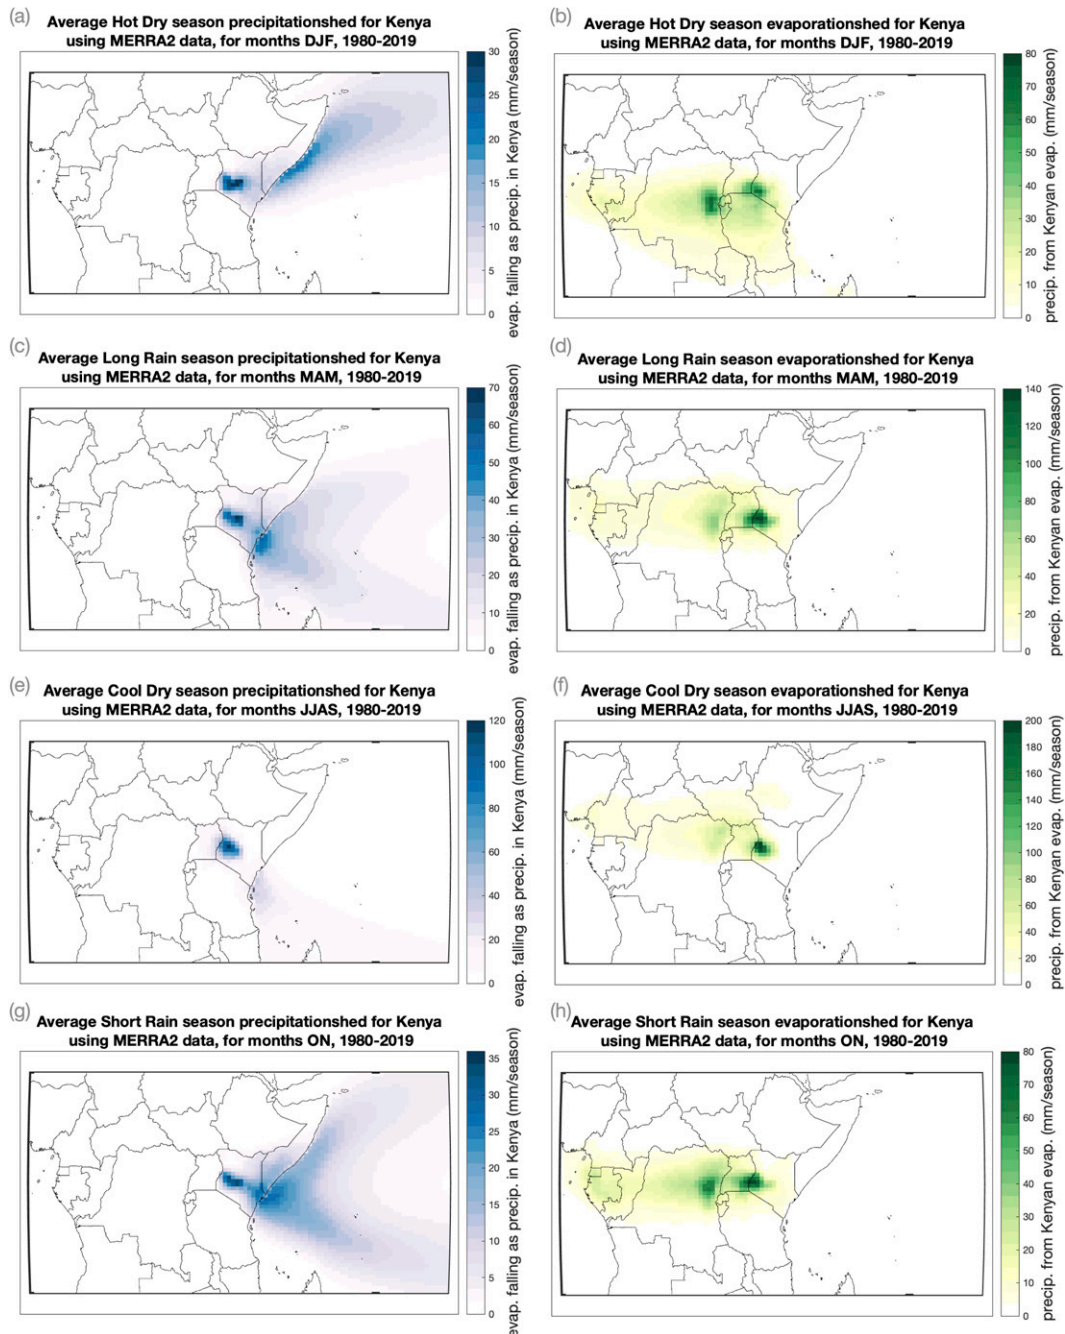 (a)
Average Hot Dry season precipitationshed for Kenya
using MERRA2 data, for months DJF, 1980-2019
30
25
20
15
10
5
0
evap. falling as precip. in Kenya (mm/season)
(b)
Average Hot Dry season evaporationshed for Kenya
using MERRA2 data, for months DJF, 1980-2019
80
70
60
50
40
30
20
10
0
precip. from Kenyan evap. (mm/season)
(c)
Average Long Rain season precipitationshed for Kenya
using MERRA2 data, for months MAM, 1980-2019
70
60
50
40
30
20
10
0
evap. falling as precip. in Kenya (mm/season)
(d)
Average Long Rain season evaporationshed for Kenya
using MERRA2 data, for months MAM, 1980-2019
140
120
100
80
60
40
20
0
precip. from Kenyan evap. (mm/season)
(e)
Average Cool Dry season precipitationshed for Kenya
using MERRA2 data, for months JJAS, 1980-2019
120
100
80
60
40
20
0
evap. falling as precip. in Kenya (mm/season)
(f)
Average Cool Dry season evaporationshed for Kenya
using MERRA2 data, for months JJAS, 1980-2019
200
180
160
140
120
100
80
60
40
20
0
precip. from Kenyan evap. (mm/season)
(g)
Average Short Rain season precipitationshed for Kenya
using MERRA2 data, for months ON, 1980-2019
35
30
25
20
15
10
5
0
evap. falling as precip. in Kenya (mm/season)
(h)
Average Short Rain season evaporationshed for Kenya
using MERRA2 data, for months ON, 1980-2019
80
70
60
50
40
30
20
10
0
precip. from Kenyan evap. (mm/season)